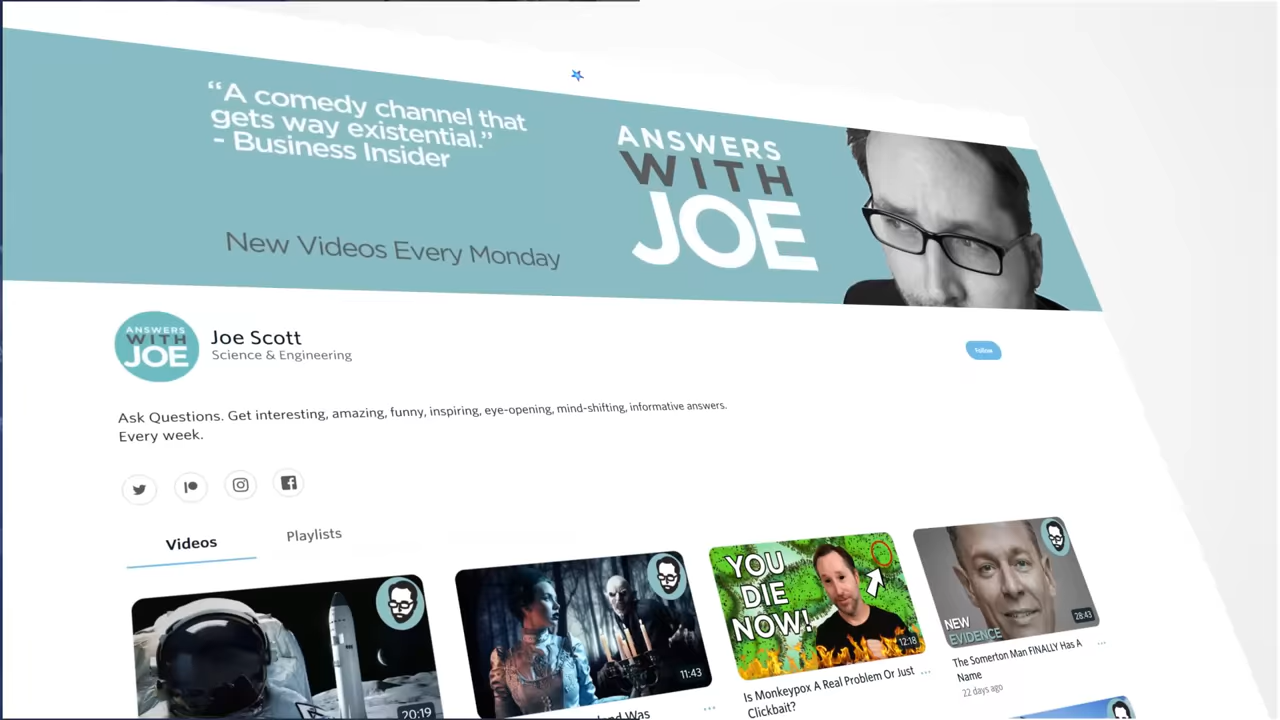 “A comedy channel that
gets way existential.”
- Business Insider
New Videos Every Monday
ANSWERS
WITH
JOE
ANSWERS
WITH
JOE
Joe Scott
Science & Engineering
Follow
Ask Questions. Get interesting, amazing, funny, inspiring, eye-opening, mind-shifting, informative answers.
Every week.
Videos
Playlists
20:19
11:43
YOU
DIE
NOW!
12:18
NEW
EVIDENCE
28:43
Was
Is Monkeypox A Real Problem Or Just
Clickbait?
The Somerton Man FINALLY Has A
Name
22 days ago